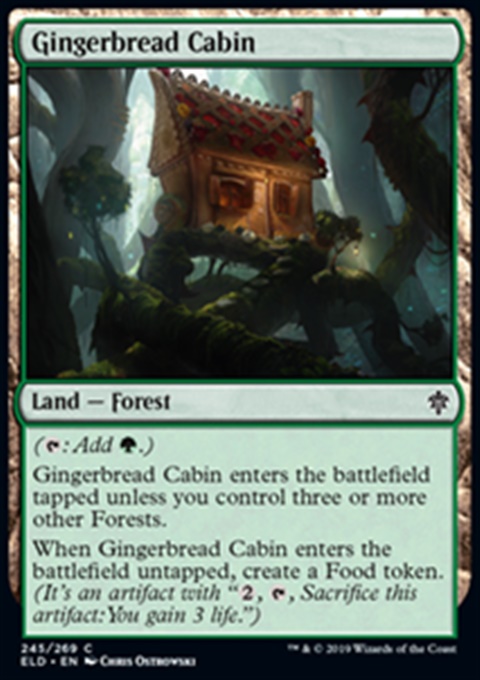 Gingerbread Cabin
Land — Forest
(T: Add G.)
Gingerbread Cabin enters the battlefield
tapped unless you control three or more
other Forests.
When Gingerbread Cabin enters the
battlefield untapped, create a Food token.
(It's an artifact with “2, T, Sacrifice this
artifact: You gain 3 life.”)
245/269 C
ELD • EN Chris Ostrowski
™ & © 2019 Wizards of the Coast